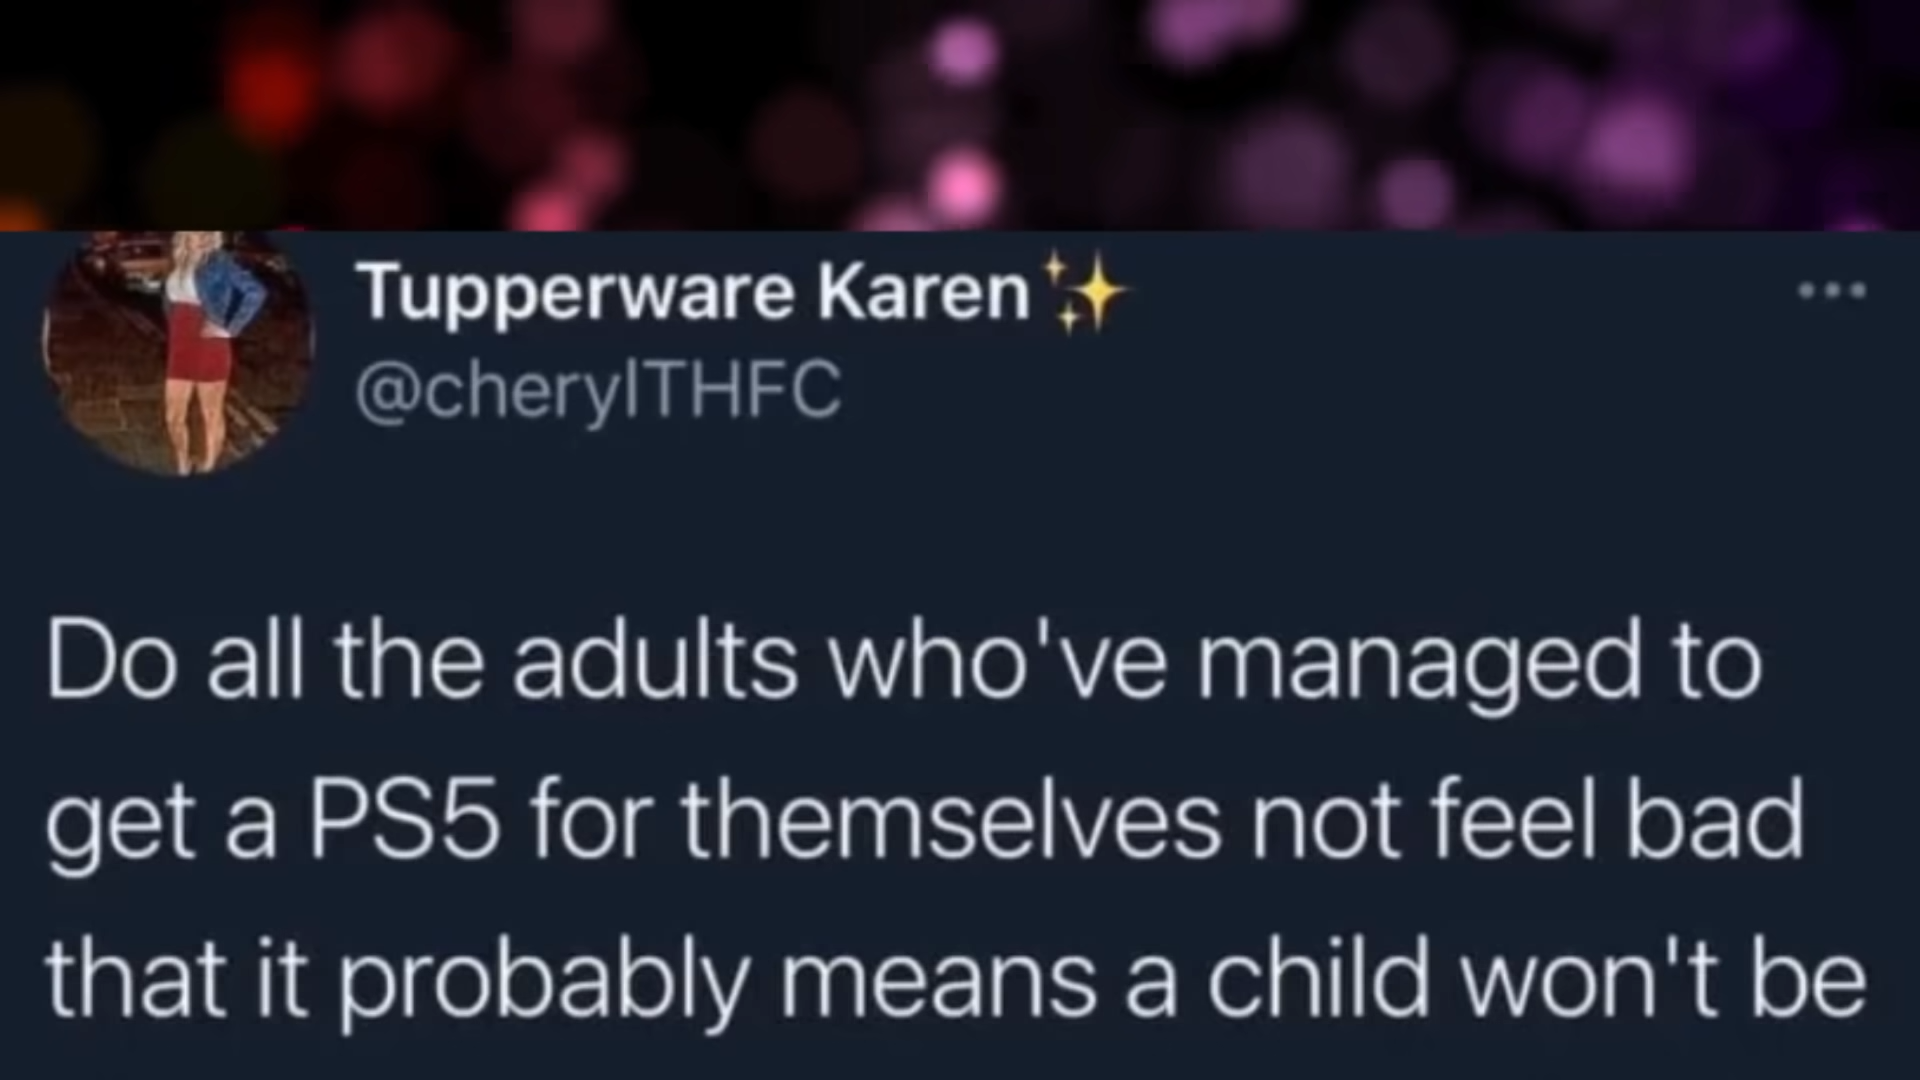 Tupperware Karen✨
@cherylTHFC
Do all the adults who've managed to
get a PS5 for themselves not feel bad
that it probably means a child won't be